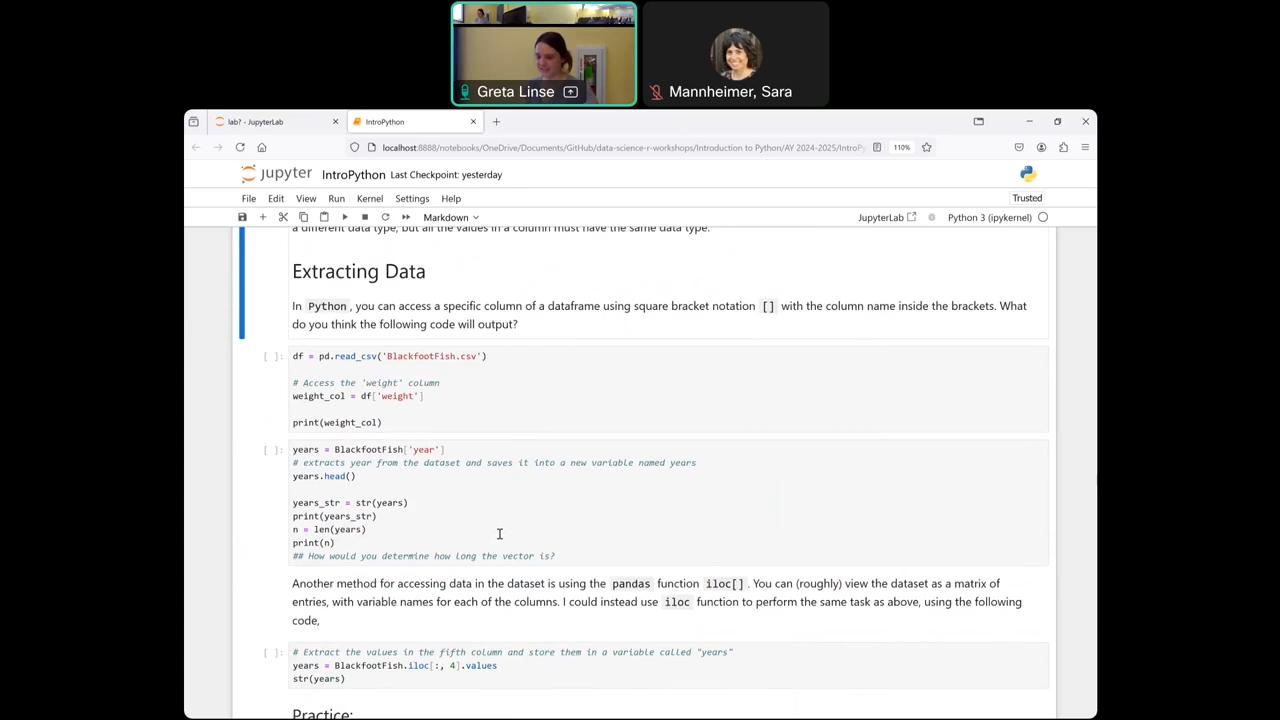 Greta Linse
Mannheimer, Sara
lab? - JupyterLab
IntroPython
localhost:8888/notebooks/OneDrive/Documents/GitHub/data-science-r-workshops/Introduction to Python/AY 2024-2025/IntroPy
110%
jupyter
IntroPython Last Checkpoint: yesterday
File Edit View Run Kernel Settings Help
Trusted
Markdown
JupyterLab
Python 3 (ipykernel)
a different data type, but all the values in a column must have the same data type.
Extracting Data
In Python, you can access a specific column of a dataframe using square bracket notation [] with the column name inside the brackets. What
do you think the following code will output?
[ ]: df = pd.read_csv('BlackfootFish.csv')
# Access the 'weight' column
weight_col = df['weight']
print(weight_col)
[ ]: years = BlackfootFish['year']
# extracts year from the dataset and saves it into a new variable named years
years.head()
years_str = str(years)
print(years_str)
n = len(years)
print(n)
## How would you determine how long the vector is?
Another method for accessing data in the dataset is using the pandas function iloc[]. You can (roughly) view the dataset as a matrix of
entries, with variable names for each of the columns. I could instead use iloc function to perform the same task as above, using the following
code,
[ ]: # Extract the values in the fifth column and store them in a variable called "years"
years = BlackfootFish.iloc[:, 4].values
str(years)
Practice: